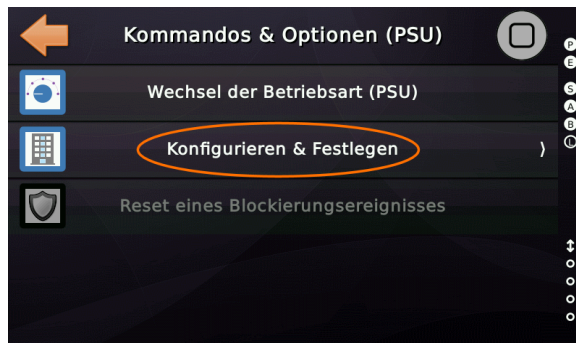 Kommandos & Optionen (PSU)
Wechsel der Betriebsart (PSU)
Konfigurieren & Festlegen
Reset eines Blockierungsereignisses
P
E
S
A
B
L